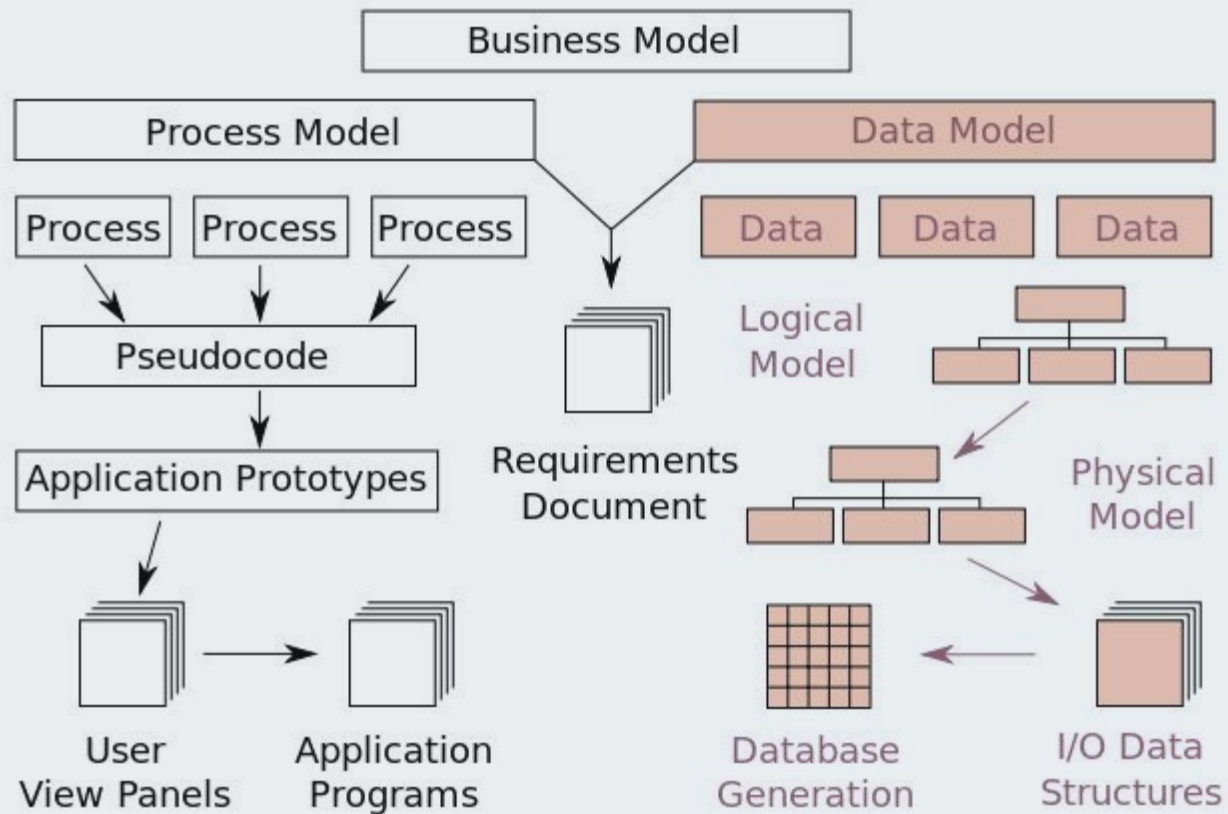 Business Model
Process Model
Data Model
Process
Process
Process
Data
Data
Data
Pseudocode
Logical
Model
Application Prototypes
Requirements
Document
Physical
Model
User
View Panels
Application
Programs
Database
Generation
I/O Data
Structures